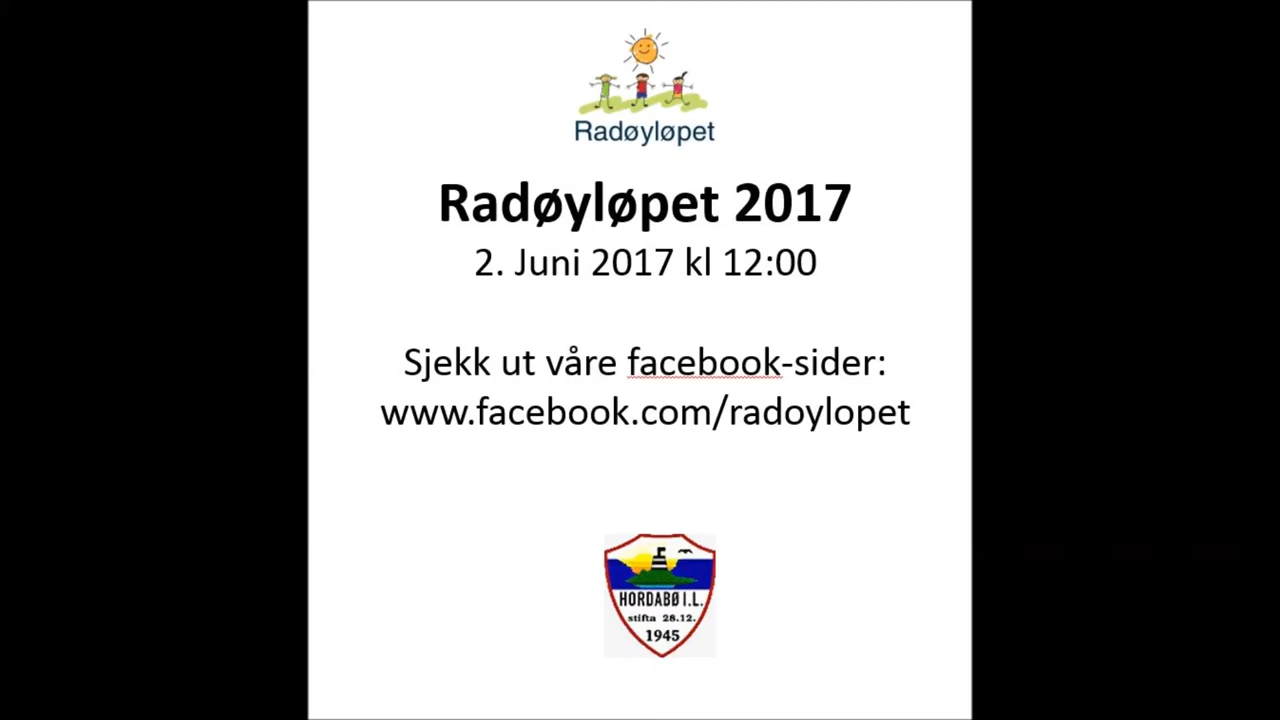 Radøyløpet
Radøyløpet 2017
2. Juni 2017 kl 12:00
Sjekk ut våre facebook-sider:
www.facebook.com/radoylopet
HORDABØ I.L.
stifta 28.12.
1945